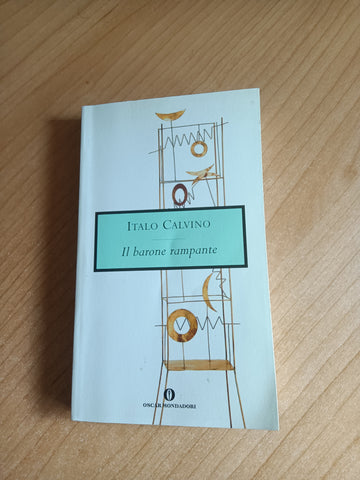 ITALO CALVINO
Il barone rampante
OSCAR MONDADORI